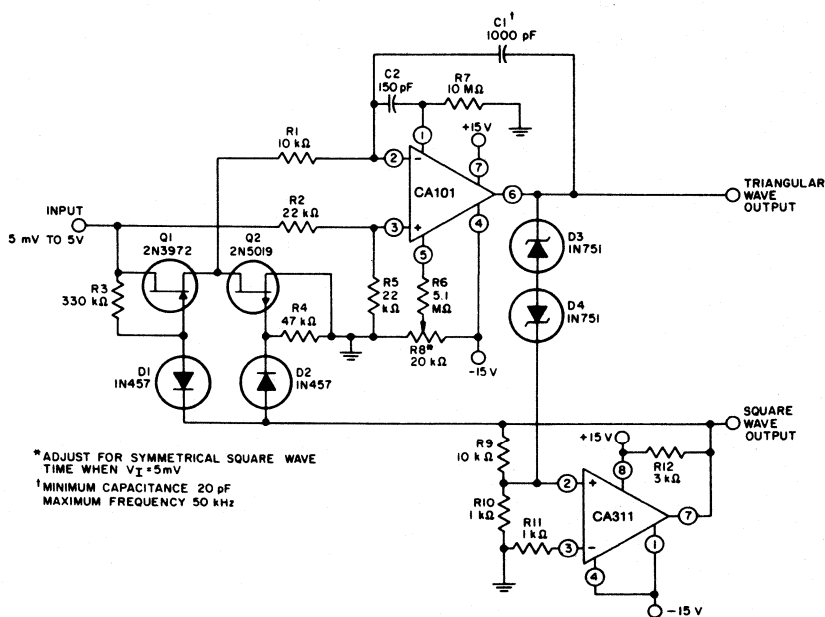 C1†
1000 pF
C2
150 pF
R7
10 MΩ
R1
10 kΩ
+15 V
1
2
−
7
CA101
6
TRIANGULAR
WAVE
OUTPUT
INPUT
5 mV TO 5V
R2
22 kΩ
3
+
4
5
Q1
2N3972
Q2
2N5019
D3
1N751
R3
330 kΩ
R4
47 kΩ
R5
22
kΩ
R6
5.1
MΩ
D4
1N751
R8*
20 kΩ
−15 V
D1
1N457
D2
1N457
SQUARE
WAVE
OUTPUT
*ADJUST FOR SYMMETRICAL SQUARE WAVE
TIME WHEN VI = 5mV
†MINIMUM CAPACITANCE 20 pF
MAXIMUM FREQUENCY 50 kHz
R9
10 kΩ
+15 V
8
R12
3 kΩ
2
+
R10
1 kΩ
CA311
7
R11
1 kΩ
3
−
1
4
−15 V